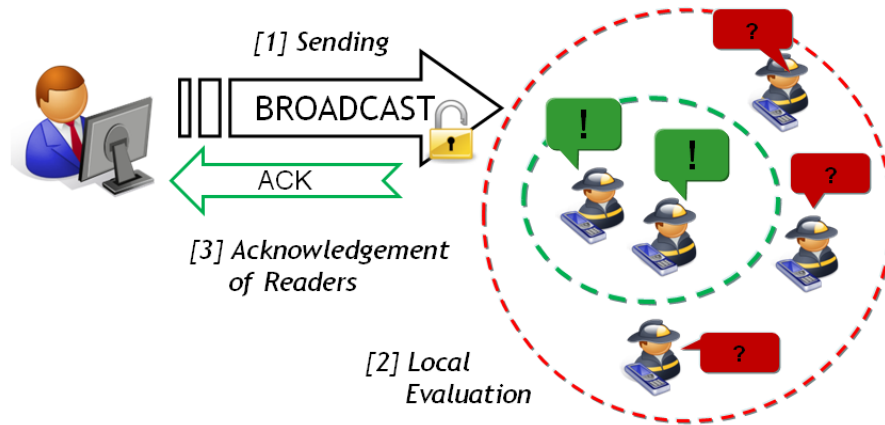 [1] Sending
BROADCAST
ACK
[3] Acknowledgement
of Readers
[2] Local
Evaluation
?
!
!
?
?